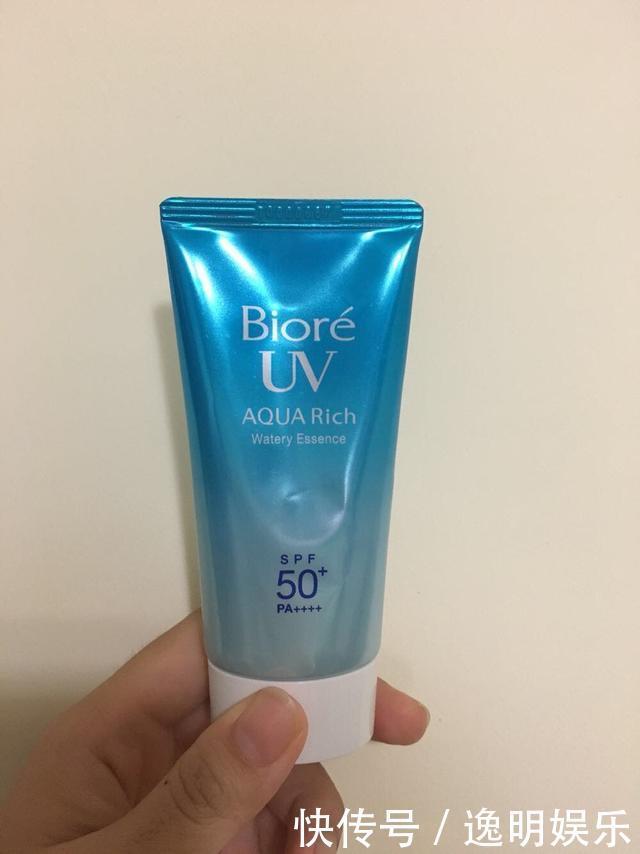 Bioré
UV
AQUA Rich
Watery Essence
SPF
50+
PA++++
快传号 / 逸明娱乐